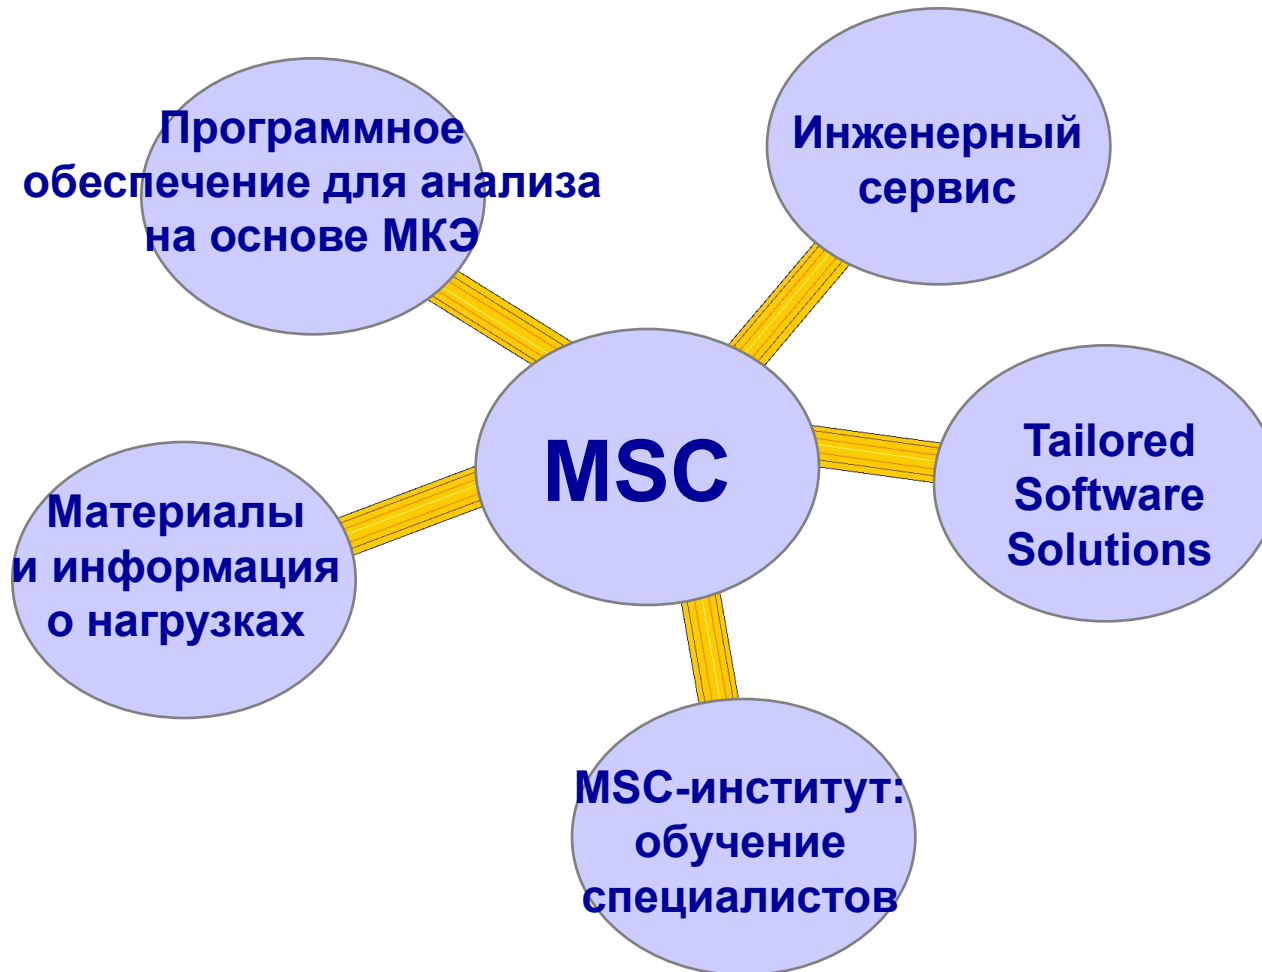 Программное
обеспечение для анализа
на основе МКЭ
Инженерный
сервис
MSC
Tailored
Software
Solutions
Материалы
и информация
о нагрузках
MSC-институт:
обучение
специалистов